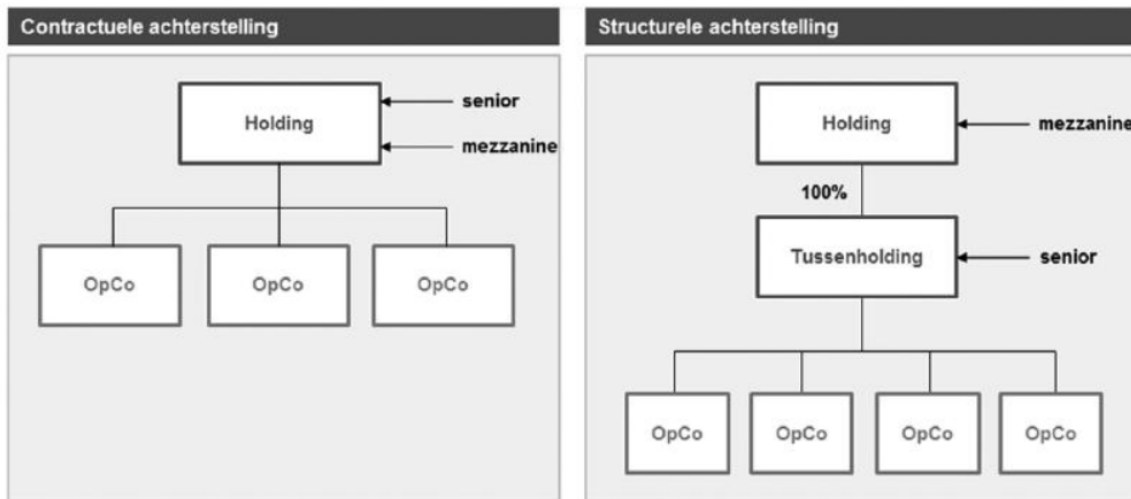 Contractuele achterstelling
Holding
senior
mezzanine
OpCo
OpCo
OpCo
Structurele achterstelling
Holding
mezzanine
100%
Tussenholding
senior
OpCo
OpCo
OpCo
OpCo